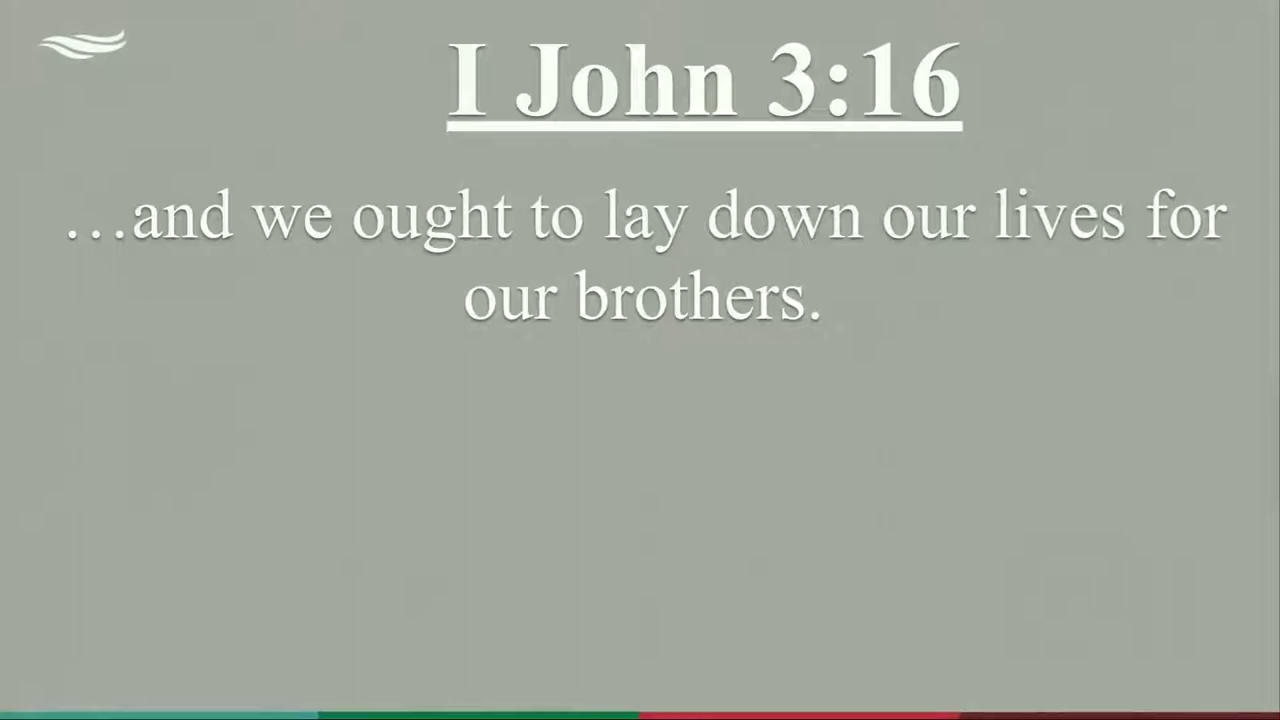 I John 3:16
…and we ought to lay down our lives for
our brothers.